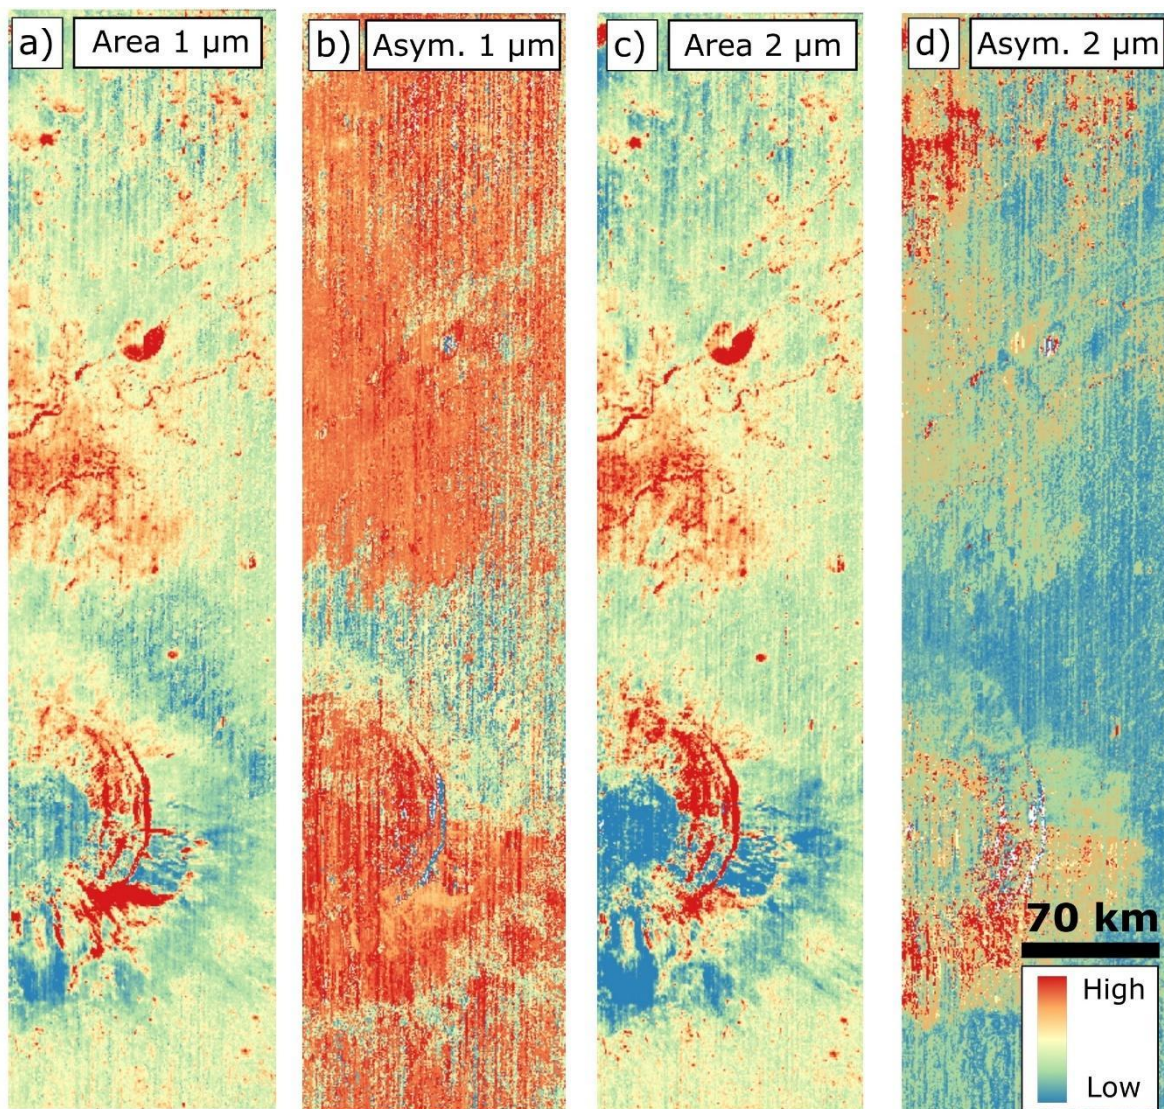 a) Area 1 µm
b) Asym. 1 µm
c) Area 2 µm
d) Asym. 2 µm
70 km
High
Low